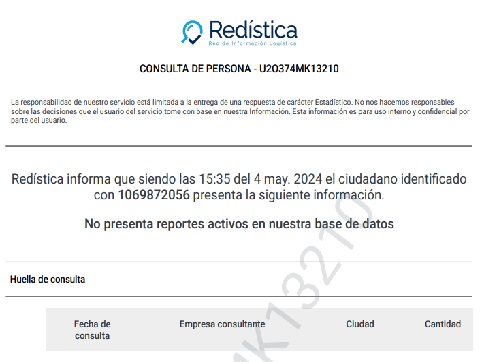 Redística
Red de Información Logística
CONSULTA DE PERSONA - U2O374MK13210
La responsabilidad de nuestro servicio está limitada a la entrega de una respuesta de carácter Estadístico. No nos hacemos responsables
sobre las decisiones que el usuario del servicio tome con base en nuestra Información. Esta información es para uso interno y confidencial por
parte del usuario.
Redística informa que siendo las 15:35 del 4 may. 2024 el ciudadano identificado
con 1069872056 presenta la siguiente información.
No presenta reportes activos en nuestra base de datos
Huella de consulta
Fecha de consulta Empresa consultante Ciudad Cantidad
MK13210